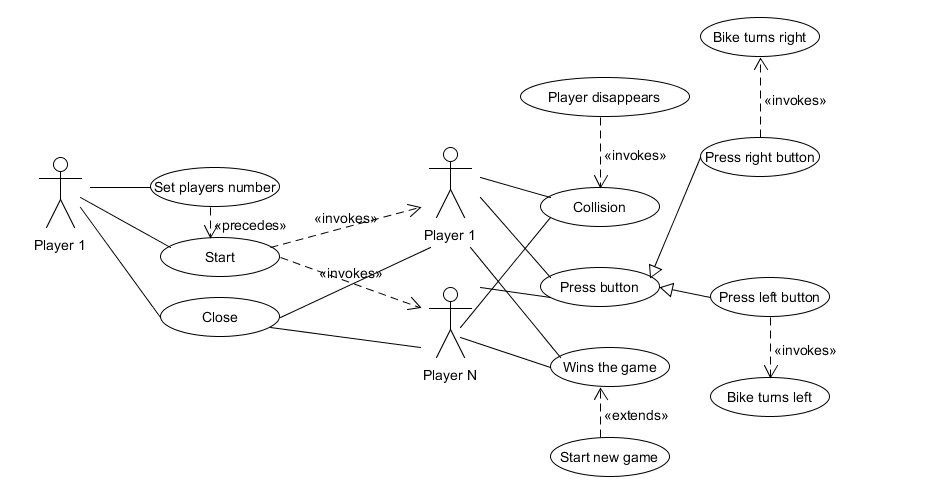 Bike turns right
Player disappears
«invokes»
«invokes»
Press right button
Set players number
Player 1
«precedes»
«invokes»
Player 1
Collision
Start
«invokes»
Press button
Press left button
Close
Player N
Wins the game
«invokes»
Bike turns left
«extends»
Start new game